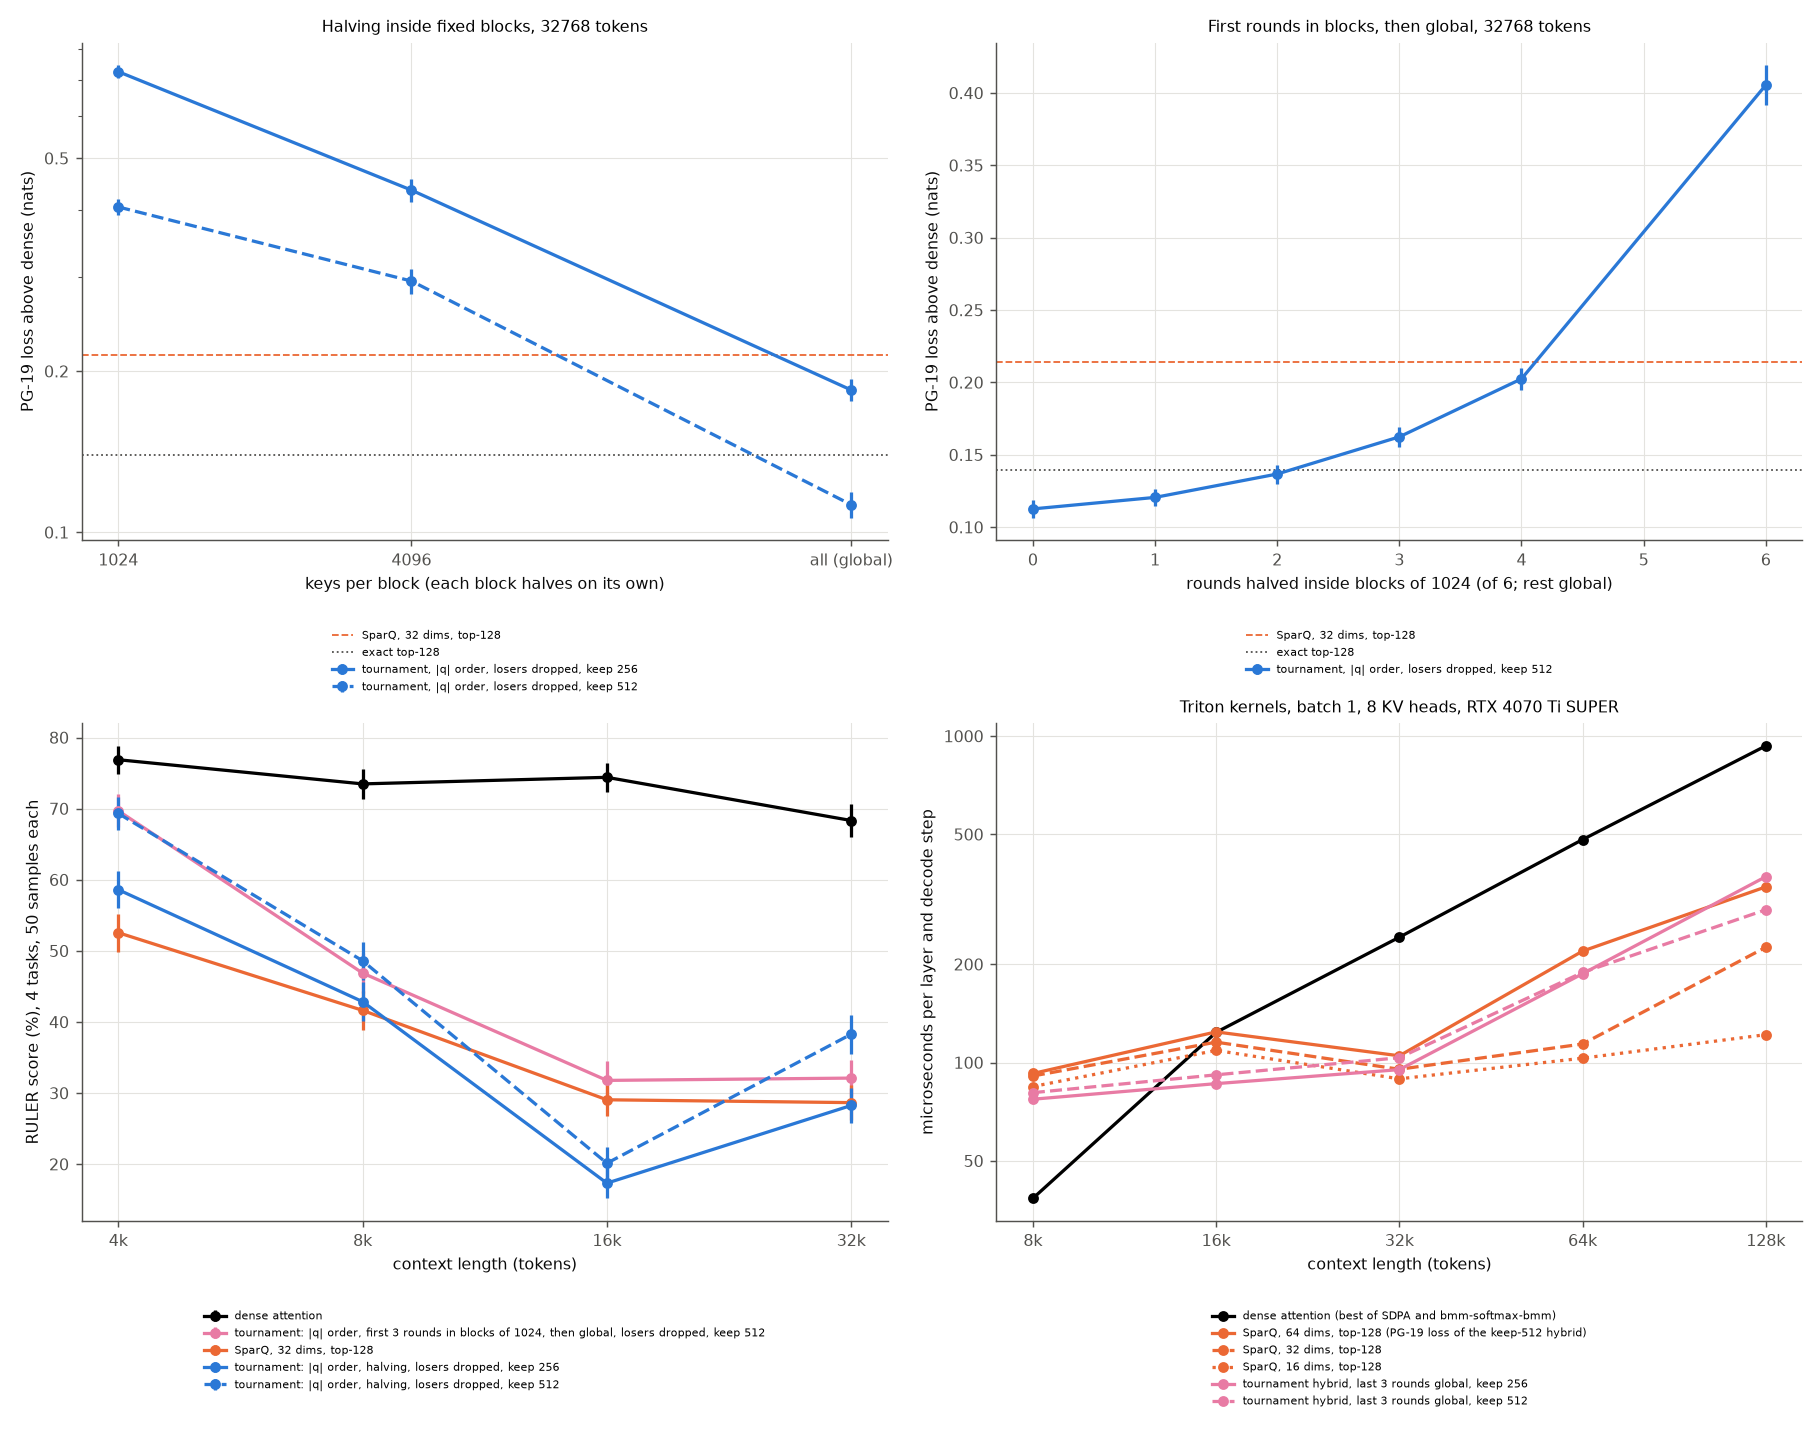 Halving inside fixed blocks, 32768 tokens
PG-19 loss above dense (nats)
0.5
0.2
0.1
1024
4096
all (global)
keys per block (each block halves on its own)
SparQ, 32 dims, top-128
exact top-128
tournament, |q| order, losers dropped, keep 256
tournament, |q| order, losers dropped, keep 512
First rounds in blocks, then global, 32768 tokens
PG-19 loss above dense (nats)
0.40
0.35
0.30
0.25
0.20
0.15
0.10
0
1
2
3
4
5
6
rounds halved inside blocks of 1024 (of 6; rest global)
SparQ, 32 dims, top-128
exact top-128
tournament, |q| order, losers dropped, keep 512
RULER score (%), 4 tasks, 50 samples each
80
70
60
50
40
30
20
4k
8k
16k
32k
context length (tokens)
dense attention
tournament: |q| order, first 3 rounds in blocks of 1024, then global, losers dropped, keep 512
SparQ, 32 dims, top-128
tournament: |q| order, halving, losers dropped, keep 256
tournament: |q| order, halving, losers dropped, keep 512
Triton kernels, batch 1, 8 KV heads, RTX 4070 Ti SUPER
microseconds per layer and decode step
1000
500
200
100
50
8k
16k
32k
64k
128k
context length (tokens)
dense attention (best of SDPA and bmm-softmax-bmm)
SparQ, 64 dims, top-128 (PG-19 loss of the keep-512 hybrid)
SparQ, 32 dims, top-128
SparQ, 16 dims, top-128
tournament hybrid, last 3 rounds global, keep 256
tournament hybrid, last 3 rounds global, keep 512